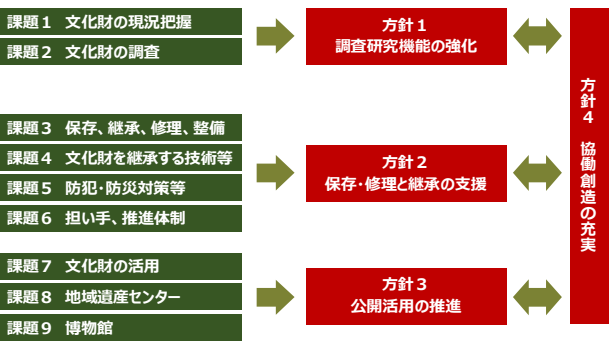 課題１　文化財の現況把握
課題２　文化財の調査
方針１
調査研究機能の強化
課題３　保存、継承、修理、整備
課題４　文化財を継承する技術等
課題５　防犯・防災対策等
課題６　担い手、推進体制
方針２
保存・修理と継承の支援
課題７　文化財の活用
課題８　地域遺産センター
課題９　博物館
方針３
公開活用の推進
方針４　協働創造の充実